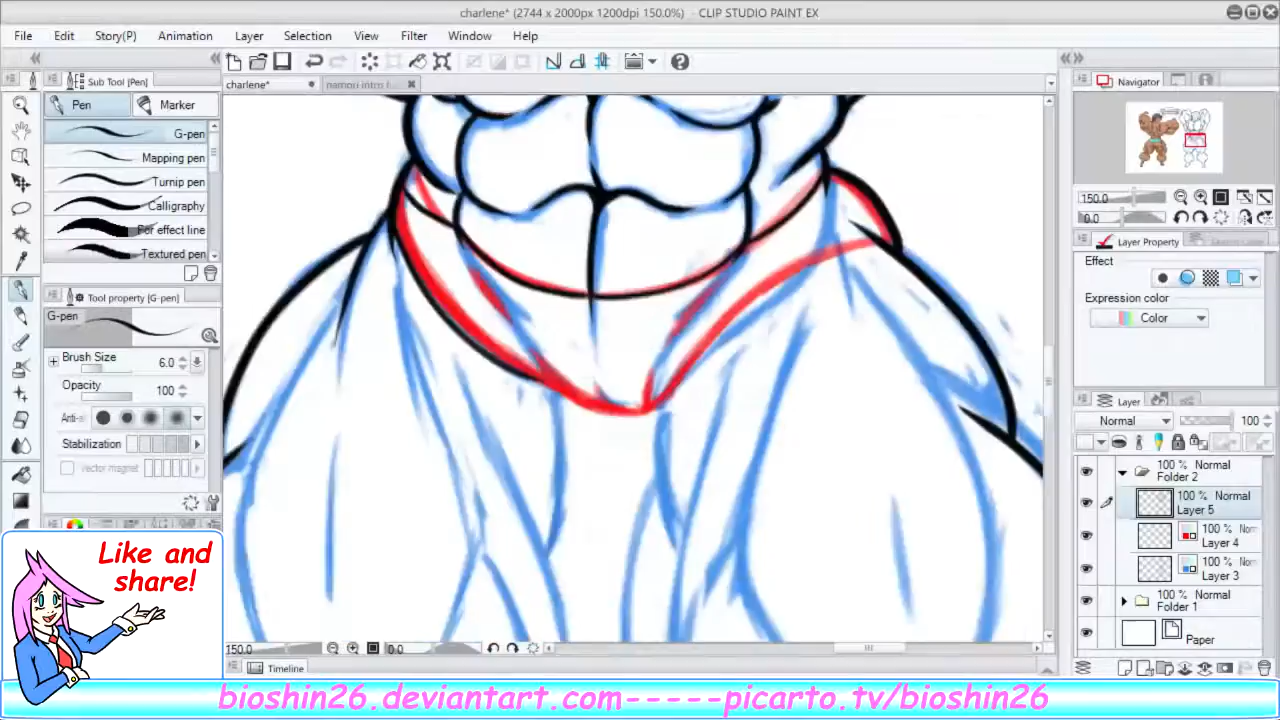 charlene* (2744 x 2000px 1200dpi 150.0%) - CLIP STUDIO PAINT EX
File Edit Story(P) Animation Layer Selection View Filter Window Help
Sub Tool [Pen]
charlene*
Navigator
Pen Marker
G-pen
Mapping pen
Turnip pen
Calligraphy
For effect line
Textured pen
150.0
0.0
Layer Property
Effect
Expression color
Color
Tool property [G-pen]
G-pen
Brush Size 6.0
Opacity 100
Anti-a
Stabilization
Vector magnet
Layer
Normal 100
100 % Normal
Folder 2
100 % Normal
Layer 5
100 % Norr
Layer 4
100 % Norr
Layer 3
100 % Normal
Folder 1
Paper
150.0 0.0
Timeline
Like and
share!
bioshin26.deviantart.com-----picarto.tv/bioshin26